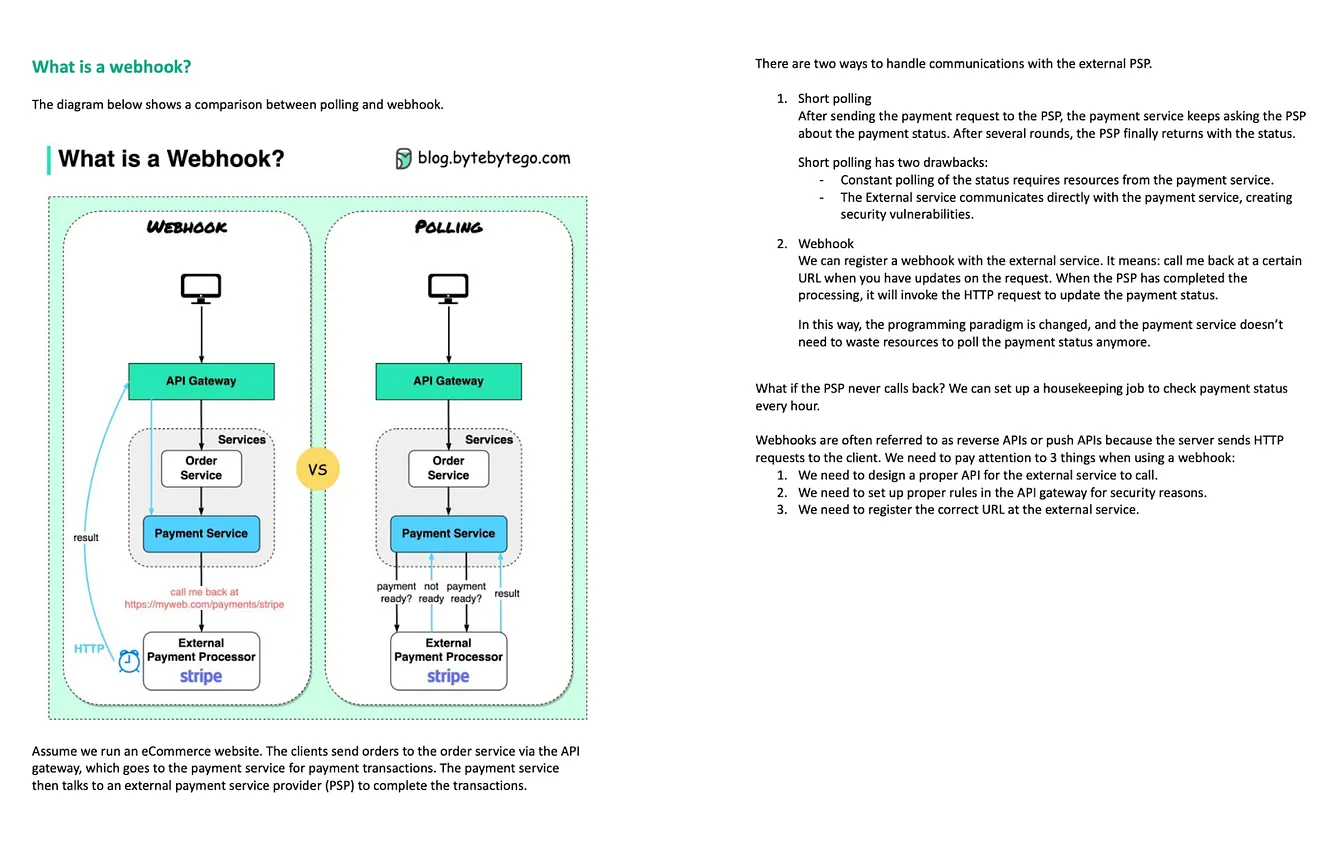 What is a webhook?
The diagram below shows a comparison between polling and webhook.
What is a Webhook?
blog.bytebytego.com
WEBHOOK
API Gateway
Services
Order
Service
Payment Service
result
call me back at
https://myweb.com/payments/stripe
HTTP
External
Payment Processor
stripe
VS
POLLING
API Gateway
Services
Order
Service
Payment Service
payment
ready?
not
ready
payment
ready?
result
External
Payment Processor
stripe
Assume we run an eCommerce website. The clients send orders to the order service via the API
gateway, which goes to the payment service for payment transactions. The payment service
then talks to an external payment service provider (PSP) to complete the transactions.
There are two ways to handle communications with the external PSP.
1. Short polling
After sending the payment request to the PSP, the payment service keeps asking the PSP
about the payment status. After several rounds, the PSP finally returns with the status.
Short polling has two drawbacks:
- Constant polling of the status requires resources from the payment service.
- The External service communicates directly with the payment service, creating
security vulnerabilities.
2. Webhook
We can register a webhook with the external service. It means: call me back at a certain
URL when you have updates on the request. When the PSP has completed the
processing, it will invoke the HTTP request to update the payment status.
In this way, the programming paradigm is changed, and the payment service doesn’t
need to waste resources to poll the payment status anymore.
What if the PSP never calls back? We can set up a housekeeping job to check payment status
every hour.
Webhooks are often referred to as reverse APIs or push APIs because the server sends HTTP
requests to the client. We need to pay attention to 3 things when using a webhook:
1. We need to design a proper API for the external service to call.
2. We need to set up proper rules in the API gateway for security reasons.
3. We need to register the correct URL at the external service.